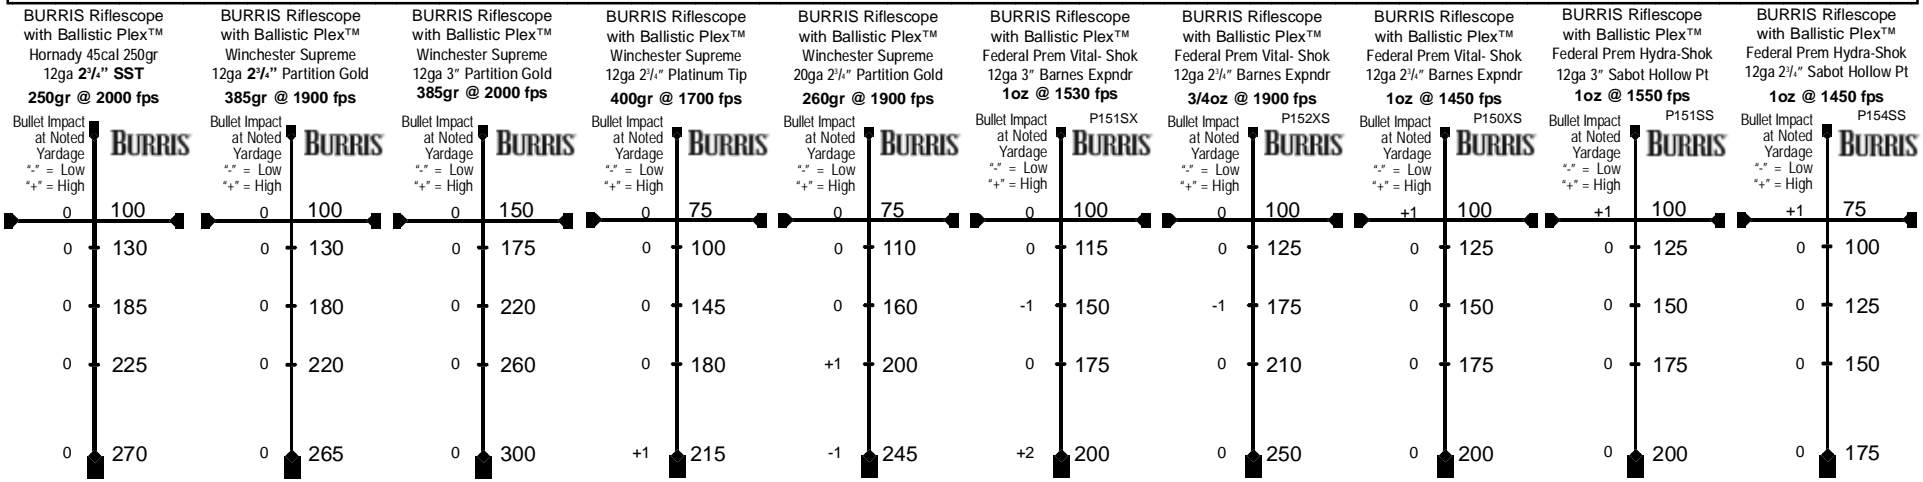 BURRIS Riflescope
with Ballistic Plex™
Hornady 45cal 250gr
12ga 2³/₄” SST
250gr @ 2000 fps
Bullet Impact
at Noted
Yardage
“-” = Low
“+” = High
BURRIS
0 100
0 130
0 185
0 225
0 270
BURRIS Riflescope
with Ballistic Plex™
Winchester Supreme
12ga 2³/₄” Partition Gold
385gr @ 1900 fps
Bullet Impact
at Noted
Yardage
“-” = Low
“+” = High
BURRIS
0 100
0 130
0 180
0 220
0 265
BURRIS Riflescope
with Ballistic Plex™
Winchester Supreme
12ga 3” Partition Gold
385gr @ 2000 fps
Bullet Impact
at Noted
Yardage
“-” = Low
“+” = High
BURRIS
0 150
0 175
0 220
0 260
0 300
BURRIS Riflescope
with Ballistic Plex™
Winchester Supreme
12ga 2³/₄” Platinum Tip
400gr @ 1700 fps
Bullet Impact
at Noted
Yardage
“-” = Low
“+” = High
BURRIS
0 75
0 100
0 145
0 180
+1 215
BURRIS Riflescope
with Ballistic Plex™
Winchester Supreme
20ga 2³/₄” Partition Gold
260gr @ 1900 fps
Bullet Impact
at Noted
Yardage
“-” = Low
“+” = High
BURRIS
0 75
0 110
0 160
+1 200
-1 245
BURRIS Riflescope
with Ballistic Plex™
Federal Prem Vital- Shok
12ga 3” Barnes Expndr
1oz @ 1530 fps
P151SX
Bullet Impact
at Noted
Yardage
“-” = Low
“+” = High
BURRIS
0 100
0 115
-1 150
0 175
+2 200
BURRIS Riflescope
with Ballistic Plex™
Federal Prem Vital- Shok
12ga 2³/₄” Barnes Expndr
3/4oz @ 1900 fps
P152XS
Bullet Impact
at Noted
Yardage
“-” = Low
“+” = High
BURRIS
0 100
0 125
-1 175
0 210
0 250
BURRIS Riflescope
with Ballistic Plex™
Federal Prem Vital- Shok
12ga 2³/₄” Barnes Expndr
1oz @ 1450 fps
P150XS
Bullet Impact
at Noted
Yardage
“-” = Low
“+” = High
BURRIS
+1 100
0 125
0 150
0 175
0 200
BURRIS Riflescope
with Ballistic Plex™
Federal Prem Hydra-Shok
12ga 3” Sabot Hollow Pt
1oz @ 1550 fps
P151SS
Bullet Impact
at Noted
Yardage
“-” = Low
“+” = High
BURRIS
+1 100
0 125
0 150
0 175
0 200
BURRIS Riflescope
with Ballistic Plex™
Federal Prem Hydra-Shok
12ga 2³/₄” Sabot Hollow Pt
1oz @ 1450 fps
P154SS
Bullet Impact
at Noted
Yardage
“-” = Low
“+” = High
BURRIS
+1 75
0 100
0 125
0 150
0 175